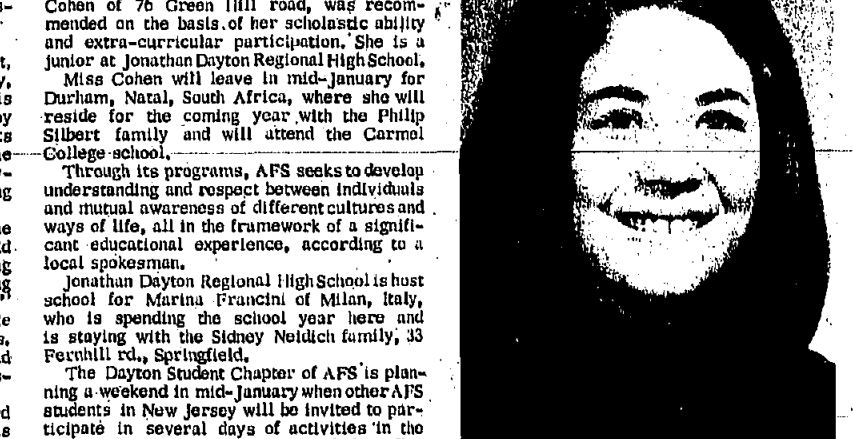 Cohen of 76 Green Hill road, was recom-
mended on the basis of her scholastic ability
and extra-curricular participation. She is a
junior at Jonathan Dayton Regional High School.
Miss Cohen will leave in mid-January for
Durham, Natal, South Africa, where she will
reside for the coming year with the Philip
Silbert family and will attend the Carmel
College school.
Through its programs, AFS seeks to develop
understanding and respect between individuals
and mutual awareness of different cultures and
ways of life, all in the framework of a signifi-
cant educational experience, according to a
local spokesman.
Jonathan Dayton Regional High School is host
school for Marina Francini of Milan, Italy,
who is spending the school year here and
is staying with the Sidney Neidich family, 33
Fernhill rd., Springfield.
The Dayton Student Chapter of AFS is plan-
ning a weekend in mid-January when other AFS
students in New Jersey will be invited to par-
ticipate in several days of activities in the